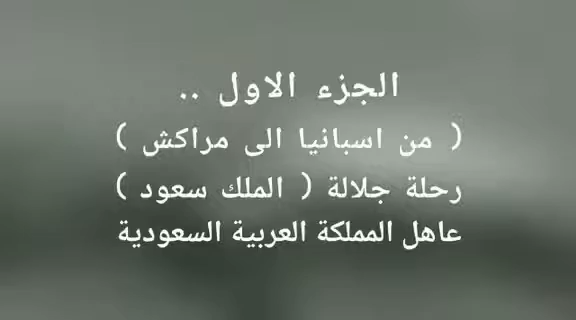 الجزء الاول ..
( من اسبانيا الى مراكش )
رحلة جلالة ( الملك سعود )
عاهل المملكة العربية السعودية